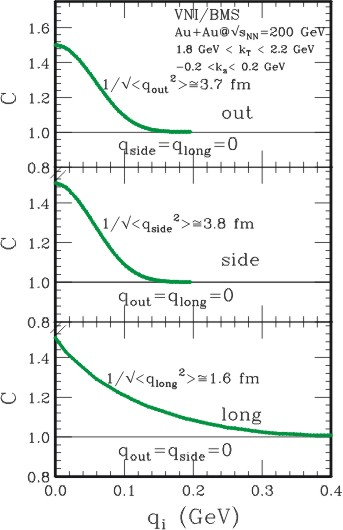 VNI/BMS
Au+Au@√sNN=200 GeV
1.8 GeV < kT < 2.2 GeV
-0.2 <ka< 0.2 GeV
1/√<qout²>≅3.7 fm
out
qside=qlong=0
1.6
1.4
1.2
1.0
0.8
C
1/√<qside²>≅3.8 fm
side
qout=qlong=0
1.4
1.2
1.0
0.8
C
1/√<qlong²>≅1.6 fm
long
qout=qside=0
1.4
1.2
1.0
0.8
C
0.0
0.1
0.2
0.3
0.4
qi (GeV)